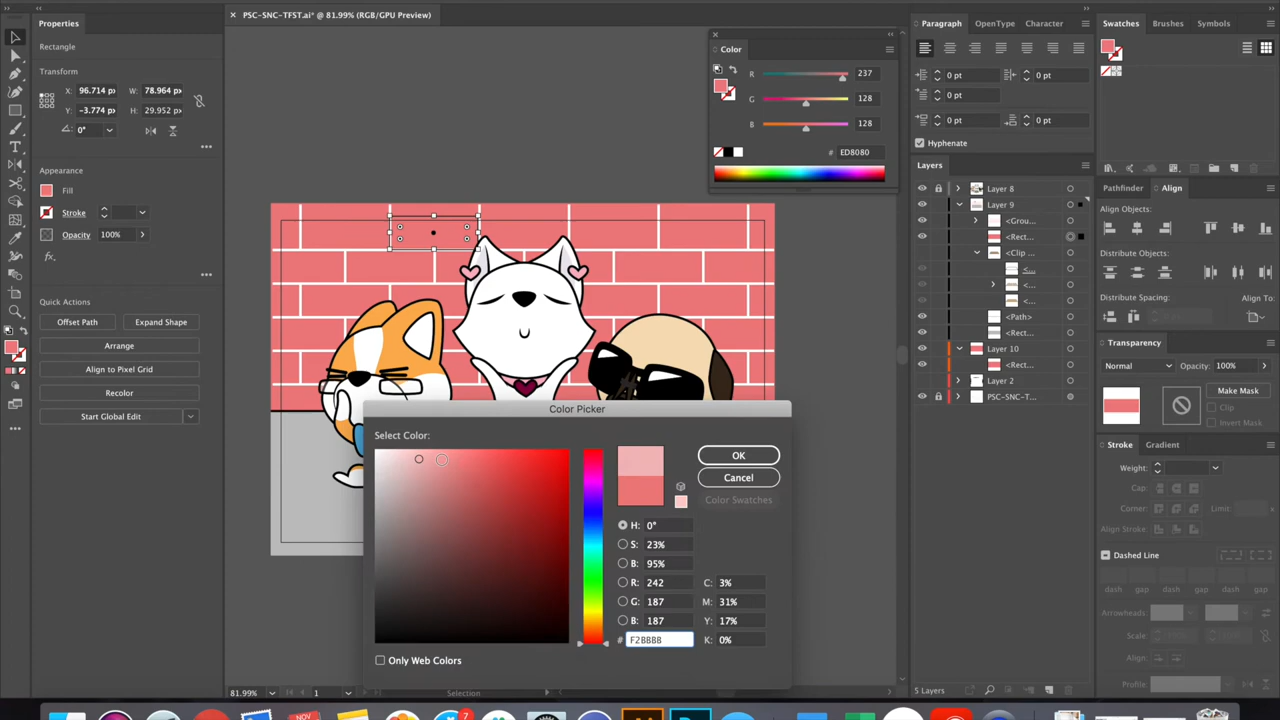 PSC-SNC-TFST.ai* @ 81.99% (RGB/GPU Preview)
Properties
Rectangle
Transform
X: 96.714 px W: 78.964 px
Y: -3.774 px H: 29.952 px
0°
Appearance
Fill
Stroke
Opacity 100%
fx
Quick Actions
Offset Path Expand Shape
Arrange
Align to Pixel Grid
Recolor
Start Global Edit
Color
R 237
G 128
B 128
# ED8080
Color Picker
Select Color:
OK
Cancel
Color Swatches
H: 0°
S: 23%
B: 95%
R: 242 C: 3%
G: 187 M: 31%
B: 187 Y: 17%
# F2BBBB K: 0%
Only Web Colors
81.99% 1 Selection
Paragraph OpenType Character
0 pt 0 pt
0 pt
0 pt 0 pt
Hyphenate
Layers
Layer 8
Layer 9
<Grou...
<Rect...
<Clip ...
<...
<...
<...
<Path>
<Rect...
Layer 10
<Rect...
Layer 2
PSC-SNC-T...
5 Layers
Swatches Brushes Symbols
Pathfinder Align
Align Objects:
Distribute Objects:
Distribute Spacing: Align To:
Transparency
Normal Opacity: 100%
Make Mask
Clip
Invert Mask
Stroke Gradient
Weight:
Cap:
Corner: Limit:
Align Stroke:
Dashed Line
dash gap dash gap dash gap
Arrowheads:
Scale:
Align:
Profile:
NOV
7